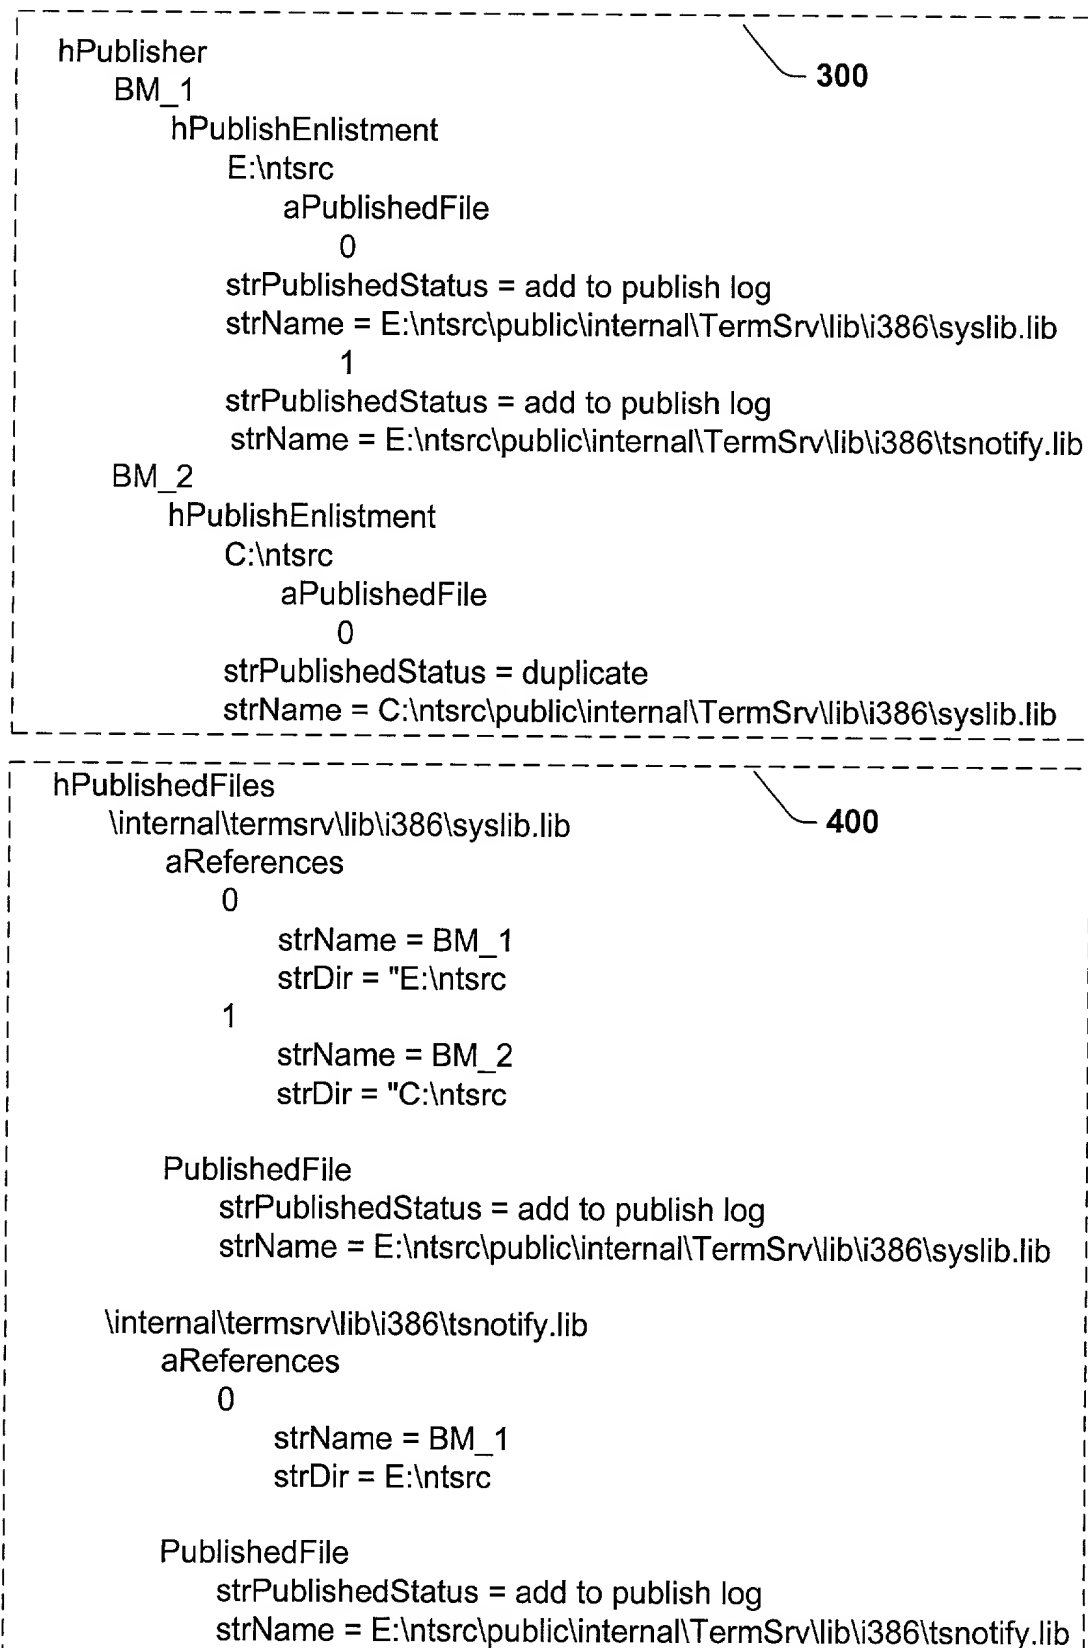 hPublisher
300
BM_1
hPublishEnlistment
E:\ntsrc
aPublishedFile
0
strPublishedStatus = add to publish log
strName = E:\ntsrc\public\internal\TermSrv\lib\i386\syslib.lib
1
strPublishedStatus = add to publish log
strName = E:\ntsrc\public\internal\TermSrv\lib\i386\tsnotify.lib
BM_2
hPublishEnlistment
C:\ntsrc
aPublishedFile
0
strPublishedStatus = duplicate
strName = C:\ntsrc\public\internal\TermSrv\lib\i386\syslib.lib
hPublishedFiles
\internal\termsrv\lib\i386\syslib.lib
400
aReferences
0
strName = BM_1
strDir = "E:\ntsrc
1
strName = BM_2
strDir = "C:\ntsrc
PublishedFile
strPublishedStatus = add to publish log
strName = E:\ntsrc\public\internal\TermSrv\lib\i386\syslib.lib
\internal\termsrv\lib\i386\tsnotify.lib
aReferences
0
strName = BM_1
strDir = E:\ntsrc
PublishedFile
strPublishedStatus = add to publish log
strName = E:\ntsrc\public\internal\TermSrv\lib\i386\tsnotify.lib